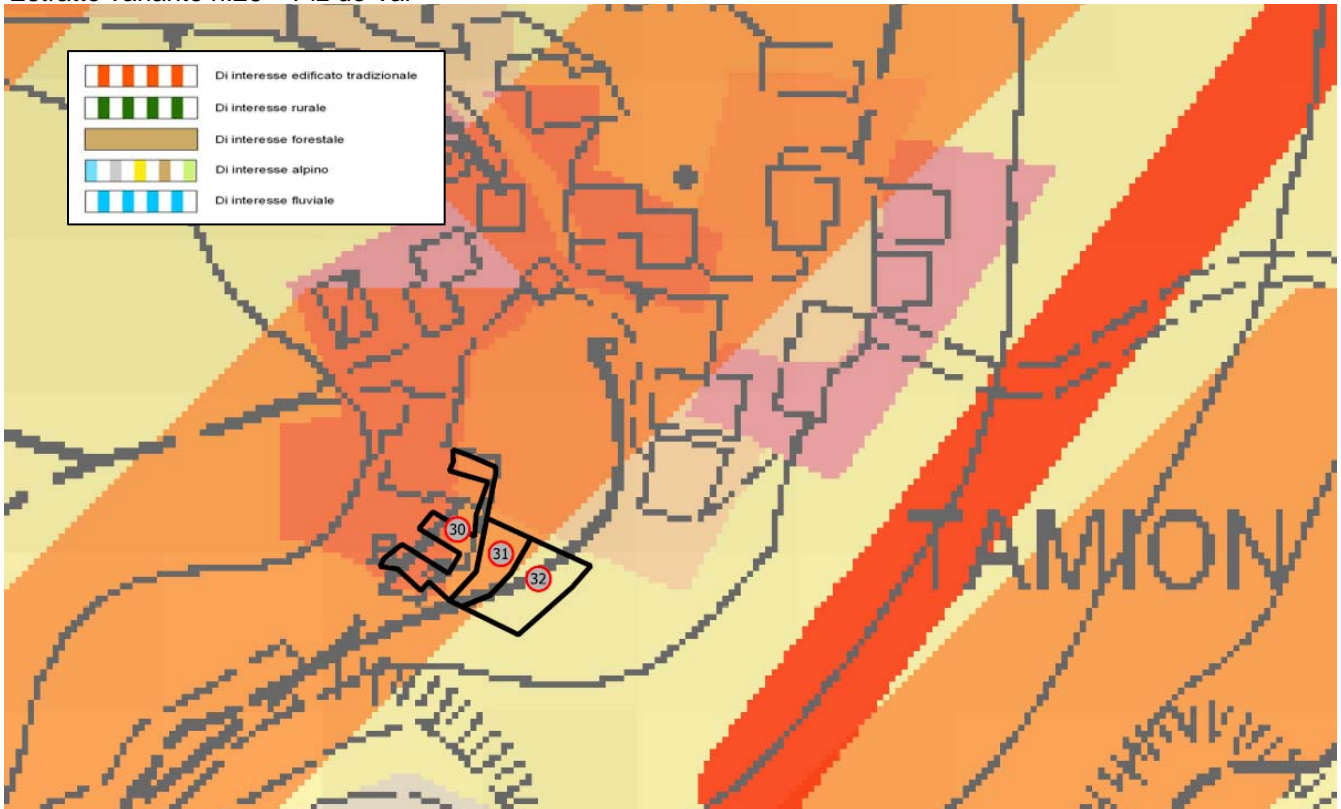 Di interesse edificato tradizionale
Di interesse rurale
Di interesse forestale
Di interesse alpino
Di interesse fluviale
30
31
32
TAMION